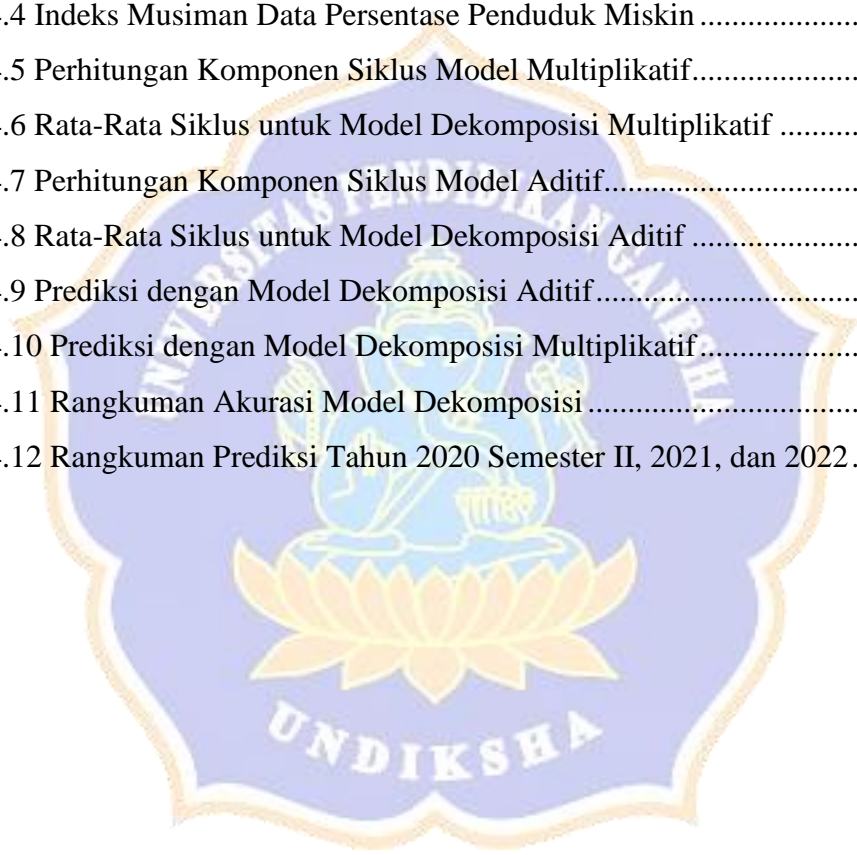 .4 Indeks Musiman Data Persentase Penduduk Miskin ....................
.5 Perhitungan Komponen Siklus Model Multiplikatif.....................
.6 Rata-Rata Siklus untuk Model Dekomposisi Multiplikatif ..........
.7 Perhitungan Komponen Siklus Model Aditif................................
.8 Rata-Rata Siklus untuk Model Dekomposisi Aditif .....................
.9 Prediksi dengan Model Dekomposisi Aditif.................................
.10 Prediksi dengan Model Dekomposisi Multiplikatif....................
.11 Rangkuman Akurasi Model Dekomposisi ..................................
.12 Rangkuman Prediksi Tahun 2020 Semester II, 2021, dan 2022.
UNIVERSITAS PENDIDIKAN GANESHA
UNDIKSHA